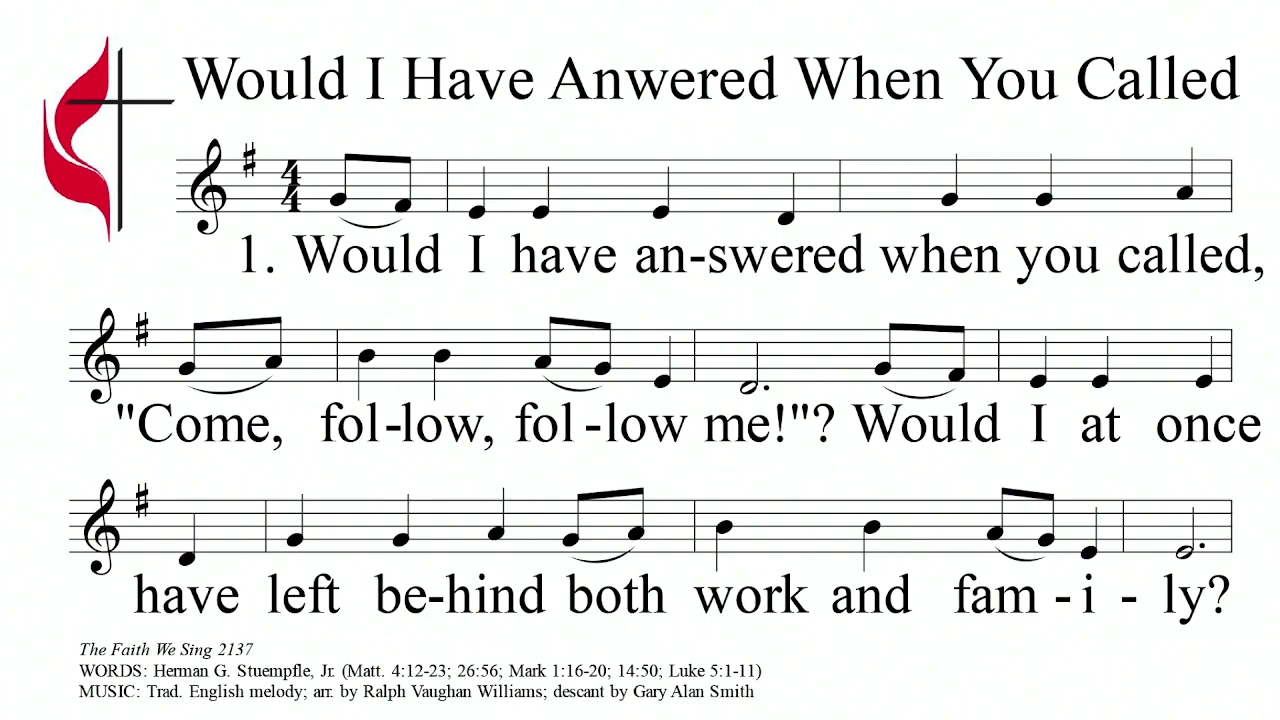 Would I Have Anwered When You Called
4
4
1. Would I have an-swered when you called,
"Come, fol-low, fol-low me!"? Would I at once
have left be-hind both work and fam - i - ly?
The Faith We Sing 2137
WORDS: Herman G. Stuempfle, Jr. (Matt. 4:12-23; 26:56; Mark 1:16-20; 14:50; Luke 5:1-11)
MUSIC: Trad. English melody; arr. by Ralph Vaughan Williams; descant by Gary Alan Smith